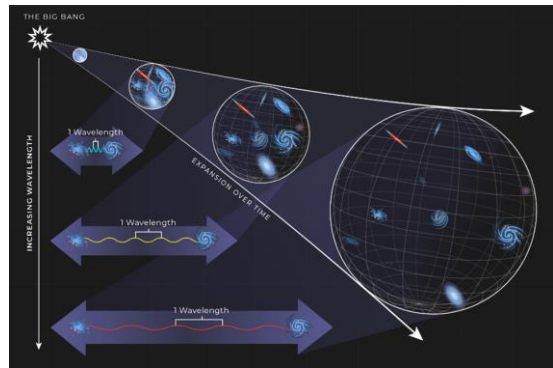 THE BIG BANG
1 Wavelength
INCREASING WAVELENGTH
EXPANSION OVER TIME
1 Wavelength
1 Wavelength